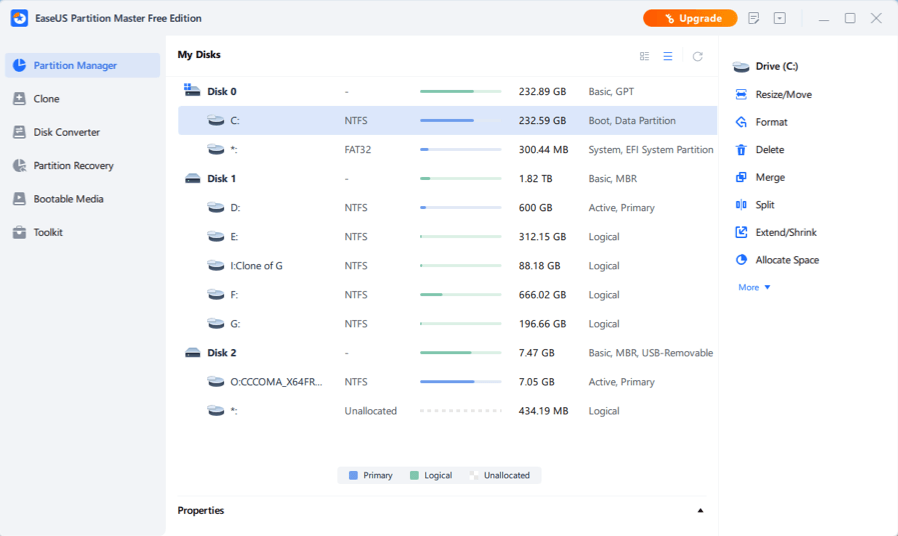 EaseUS Partition Master Free Edition
Upgrade
Partition Manager
Clone
Disk Converter
Partition Recovery
Bootable Media
Toolkit
My Disks
Disk 0 - 232.89 GB Basic, GPT
C: NTFS 232.59 GB Boot, Data Partition
*: FAT32 300.44 MB System, EFI System Partition
Disk 1 - 1.82 TB Basic, MBR
D: NTFS 600 GB Active, Primary
E: NTFS 312.15 GB Logical
I:Clone of G NTFS 88.18 GB Logical
F: NTFS 666.02 GB Logical
G: NTFS 196.66 GB Logical
Disk 2 - 7.47 GB Basic, MBR, USB-Removable
O:CCCOMA_X64FR... NTFS 7.05 GB Active, Primary
*: Unallocated 434.19 MB Logical
Primary Logical Unallocated
Properties
Drive (C:)
Resize/Move
Format
Delete
Merge
Split
Extend/Shrink
Allocate Space
More